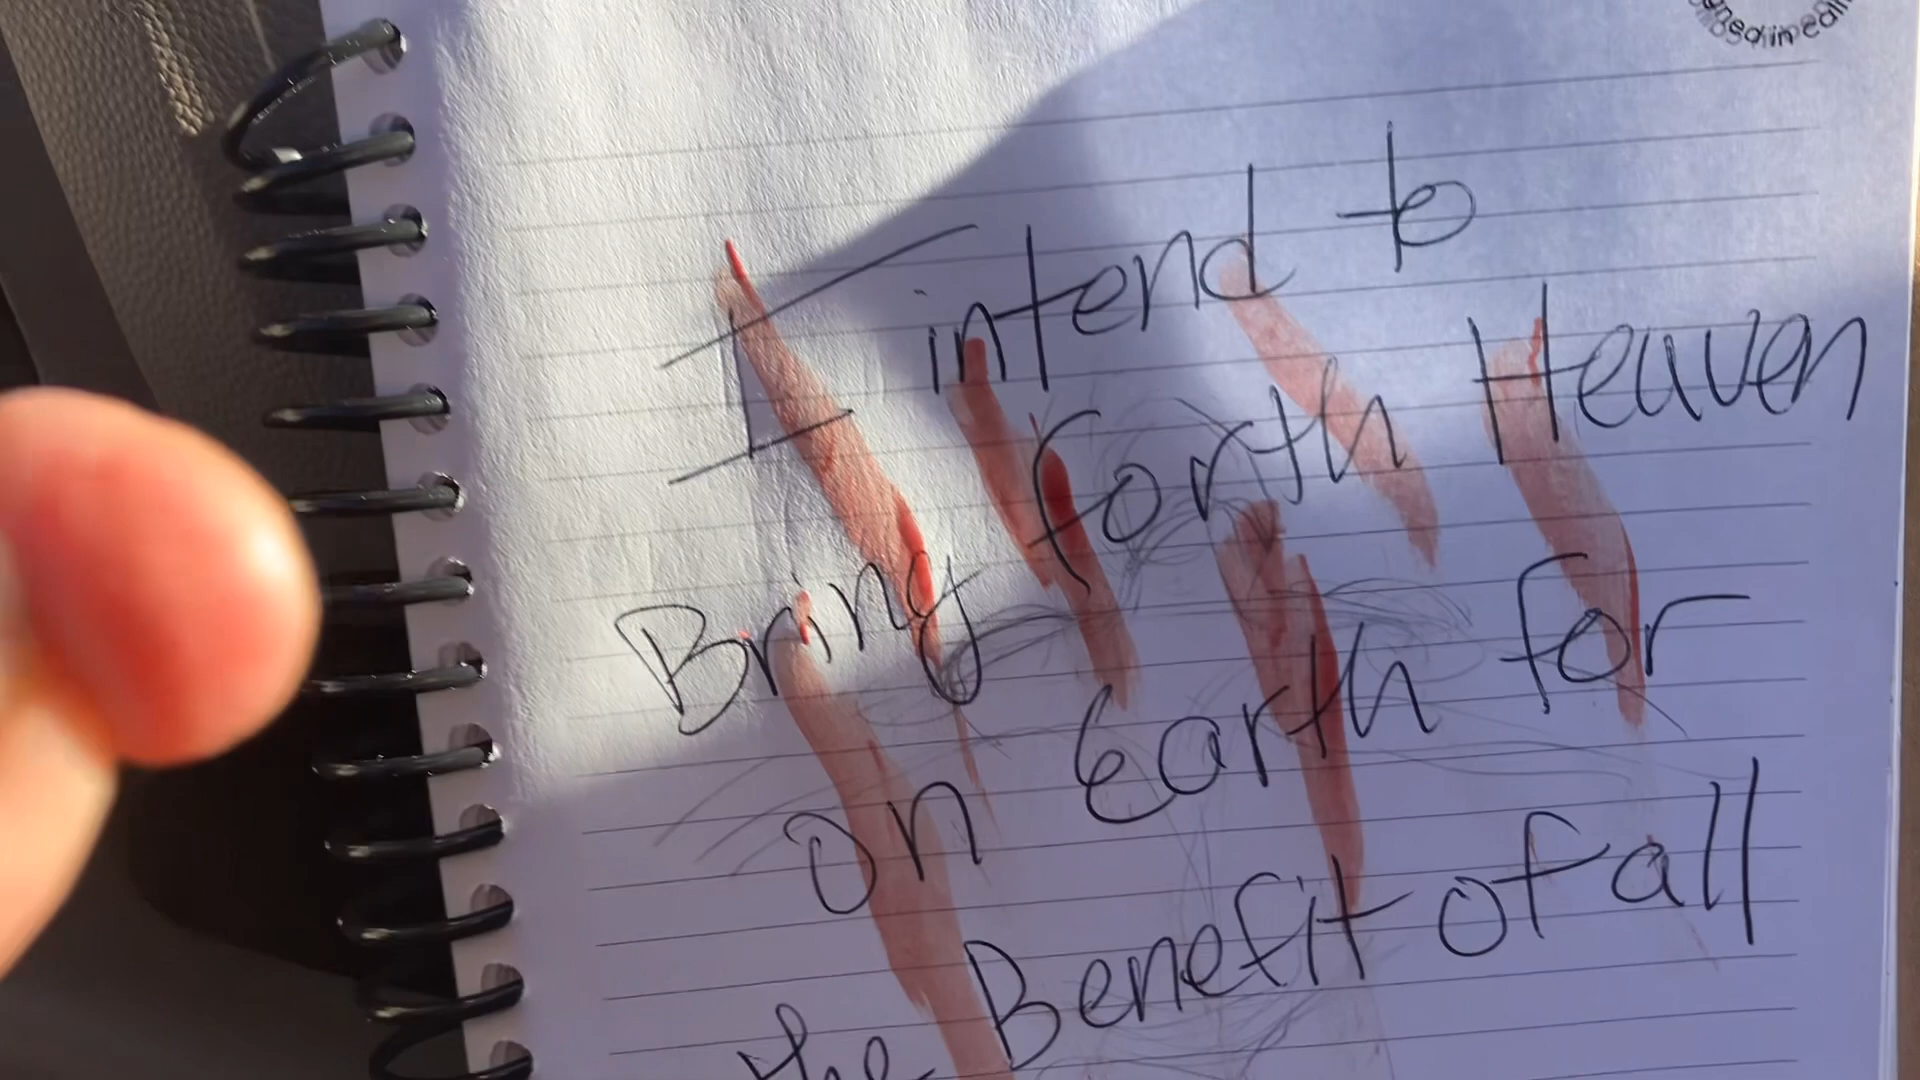 I intend to
Bring forth Heaven
on Earth for
the Benefit of all